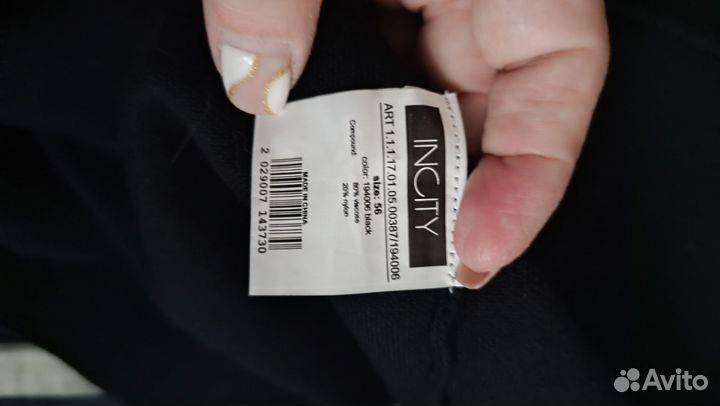 INCITY
ART 1.1.1.17.01.05.00387/194006
size: 56
color: 194006 black
Compound: 80% viscose
20% nylon
MADE IN CHINA
2 029007 143730
Avito